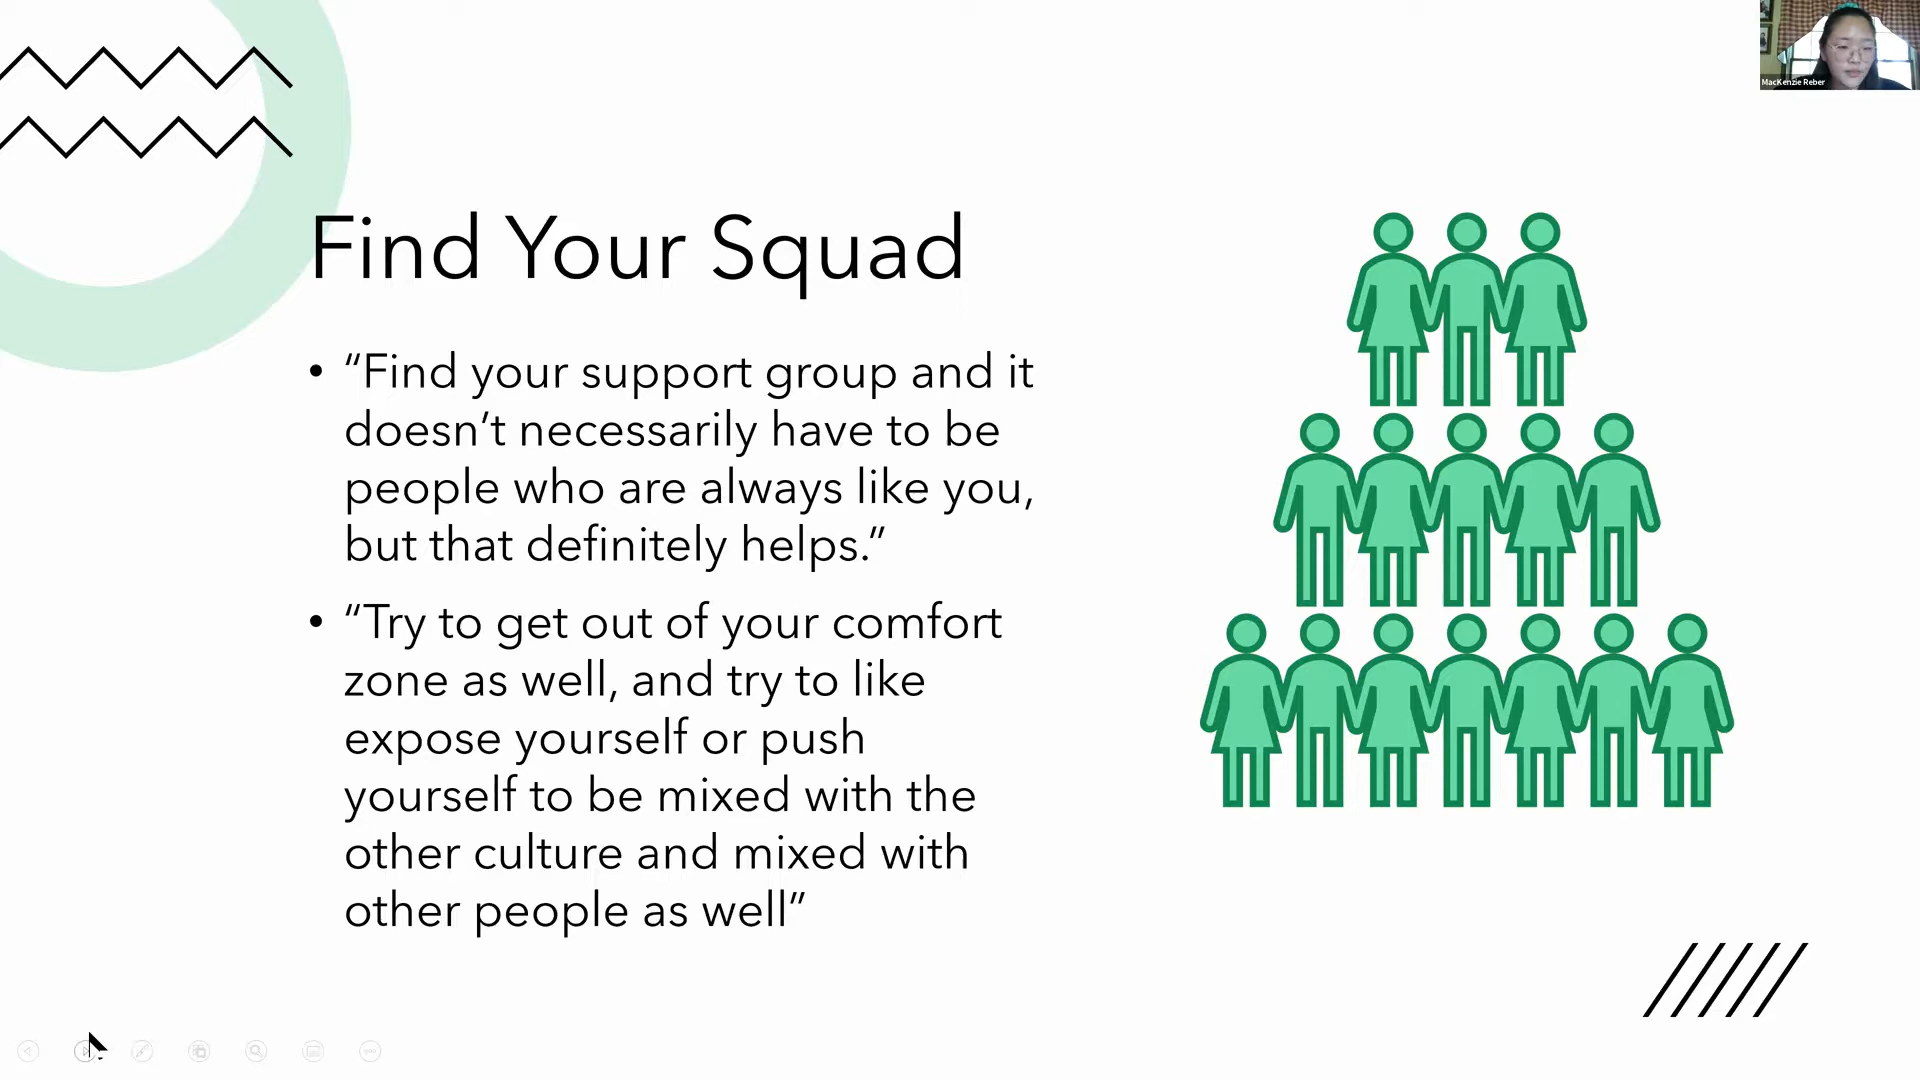 MacKenzie Reber
Find Your Squad
• “Find your support group and it
doesn’t necessarily have to be
people who are always like you,
but that definitely helps.”
• “Try to get out of your comfort
zone as well, and try to like
expose yourself or push
yourself to be mixed with the
other culture and mixed with
other people as well”